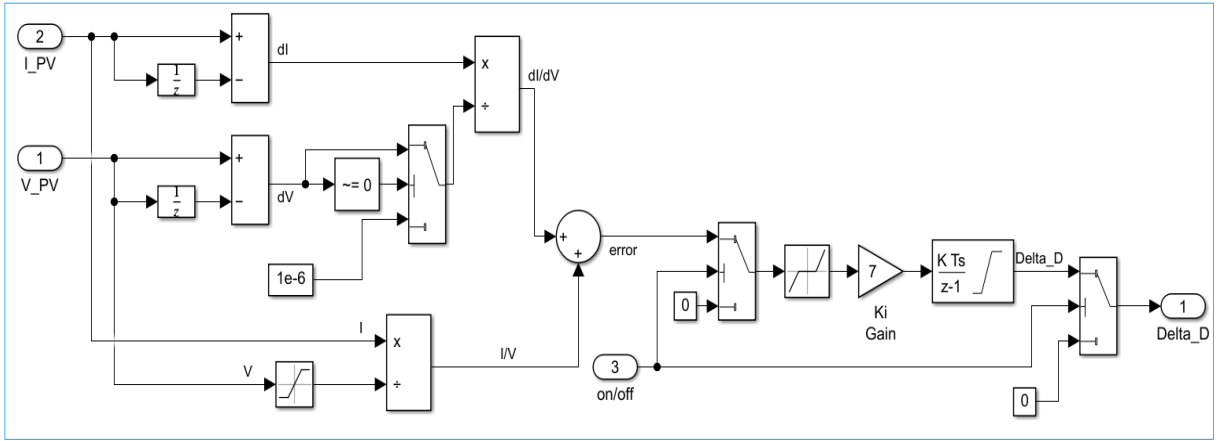 2
I_PV
+
−
1
z
dI
x
÷
dI/dV
1
V_PV
+
−
1
z
dV
~= 0
1e-6
+
+
error
0
7
Ki
Gain
K Ts
z-1
Delta_D
1
Delta_D
I
V
x
÷
I/V
3
on/off
0